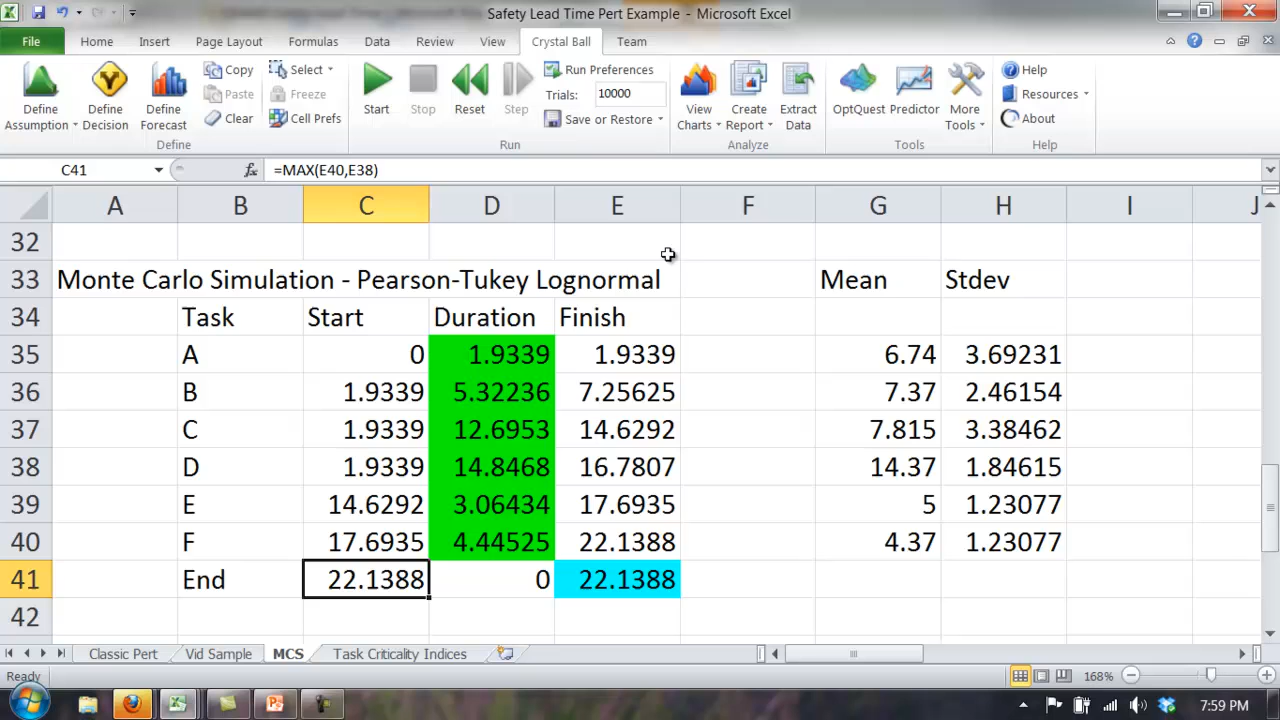 Safety Lead Time Pert Example - Microsoft Excel
File Home Insert Page Layout Formulas Data Review View Crystal Ball Team
Define Assumption
Define Decision
Define Forecast
Copy
Paste
Clear
Select
Freeze
Cell Prefs
Define
Start
Stop
Reset
Step
Run Preferences
Trials: 10000
Save or Restore
Run
View Charts
Create Report
Extract Data
Analyze
OptQuest
Predictor
More Tools
Tools
Help
Resources
About
Help
C41 fx =MAX(E40,E38)
A B C D E F G H I J
32
33 Monte Carlo Simulation - Pearson-Tukey Lognormal Mean Stdev
34 Task Start Duration Finish
35 A 0 1.9339 1.9339 6.74 3.69231
36 B 1.9339 5.32236 7.25625 7.37 2.46154
37 C 1.9339 12.6953 14.6292 7.815 3.38462
38 D 1.9339 14.8468 16.7807 14.37 1.84615
39 E 14.6292 3.06434 17.6935 5 1.23077
40 F 17.6935 4.44525 22.1388 4.37 1.23077
41 End 22.1388 0 22.1388
42
Classic Pert Vid Sample MCS Task Criticality Indices
Ready 168%
7:59 PM